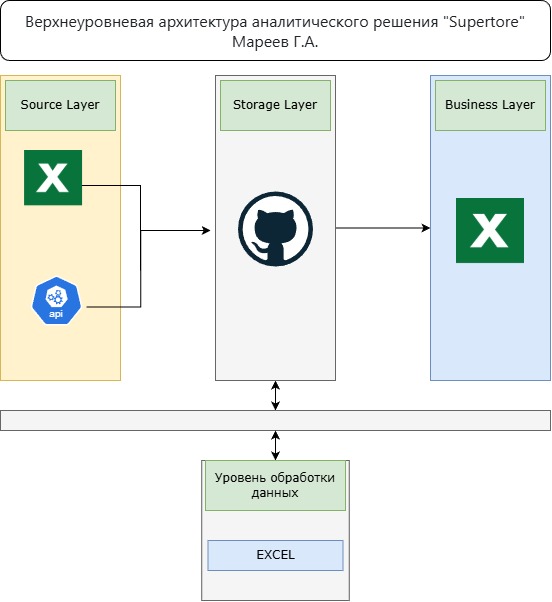 Верхнеуровневая архитектура аналитического решения "Supertore"
Мареев Г.А.
Source Layer
Storage Layer
Business Layer
X
X
api
Уровень обработки
данных
EXCEL